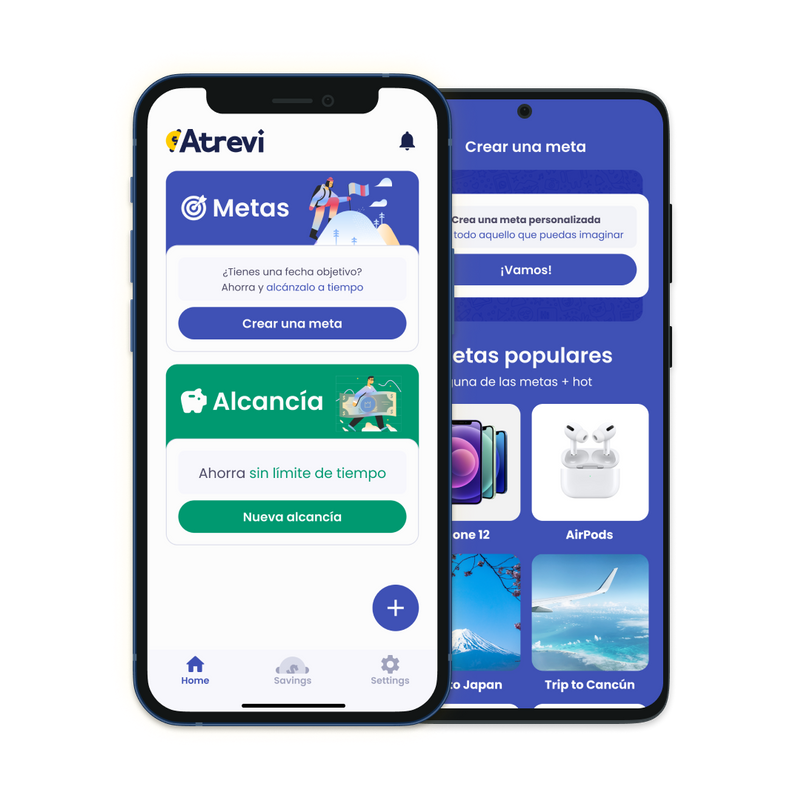 Atrevi
Metas
¿Tienes una fecha objetivo?
Ahorra y alcánzalo a tiempo
Crear una meta
Alcancía
Ahorra sin límite de tiempo
Nueva alcancía
+
Home
Savings
Settings
Crear una meta
Crea una meta personalizada
todo aquello que puedas imaginar
¡Vamos!
etas populares
guna de las metas + hot
one 12
AirPods
to Japan
Trip to Cancún